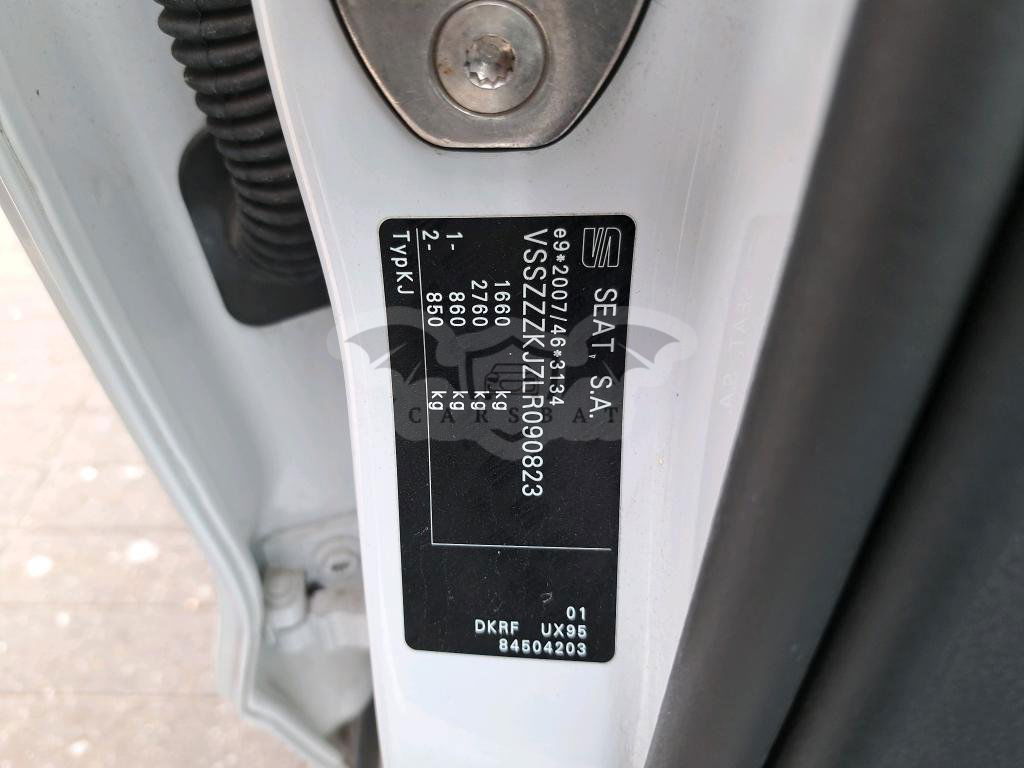 SEAT, S.A.
e9*2007/46*3134
VSSZZZKJZLR090823
1660 kg
2760 kg
1- 860 kg
2- 850 kg
TypKJ
01
DKRF UX95
84504203
CARSBAT